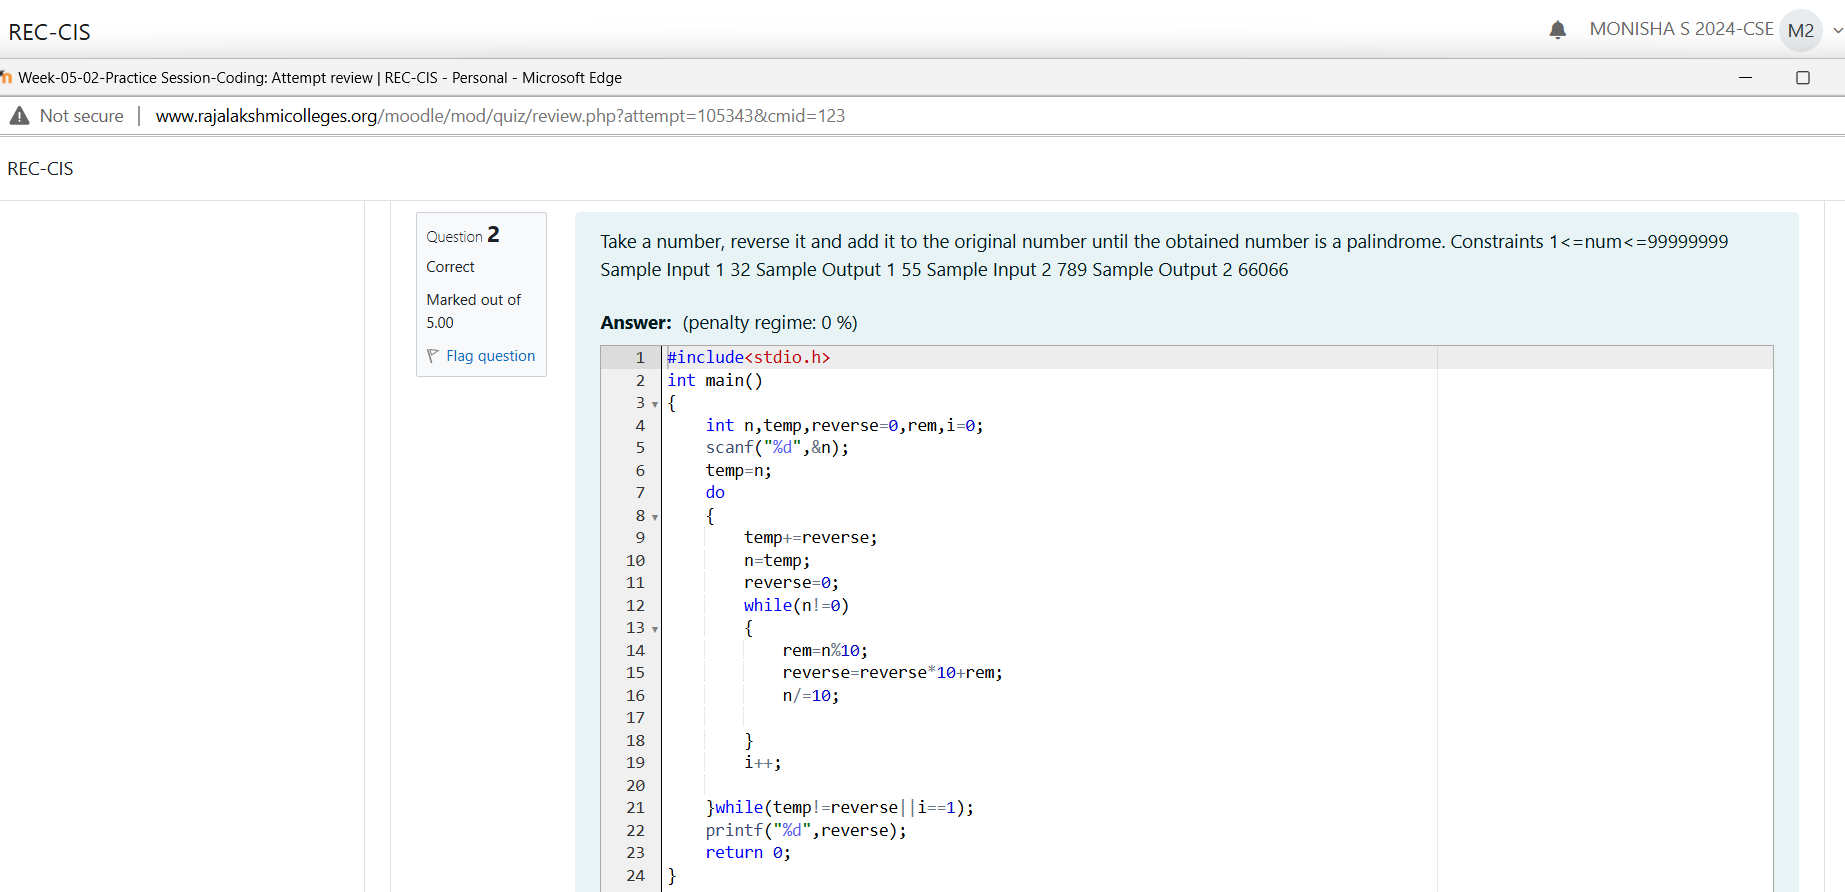 REC-CIS
MONISHA S 2024-CSE M2
Week-05-02-Practice Session-Coding: Attempt review | REC-CIS - Personal - Microsoft Edge
Not secure | www.rajalakshmicolleges.org/moodle/mod/quiz/review.php?attempt=105343&cmid=123
REC-CIS
Question 2
Correct
Marked out of
5.00
Flag question
Take a number, reverse it and add it to the original number until the obtained number is a palindrome. Constraints 1<=num<=99999999
Sample Input 1 32 Sample Output 1 55 Sample Input 2 789 Sample Output 2 66066
Answer: (penalty regime: 0 %)
1 #include<stdio.h>
2 int main()
3 {
4     int n,temp,reverse=0,rem,i=0;
5     scanf("%d",&n);
6     temp=n;
7     do
8     {
9         temp+=reverse;
10         n=temp;
11         reverse=0;
12         while(n!=0)
13         {
14             rem=n%10;
15             reverse=reverse*10+rem;
16             n/=10;
17
18         }
19         i++;
20
21     }while(temp!=reverse||i==1);
22     printf("%d",reverse);
23     return 0;
24 }